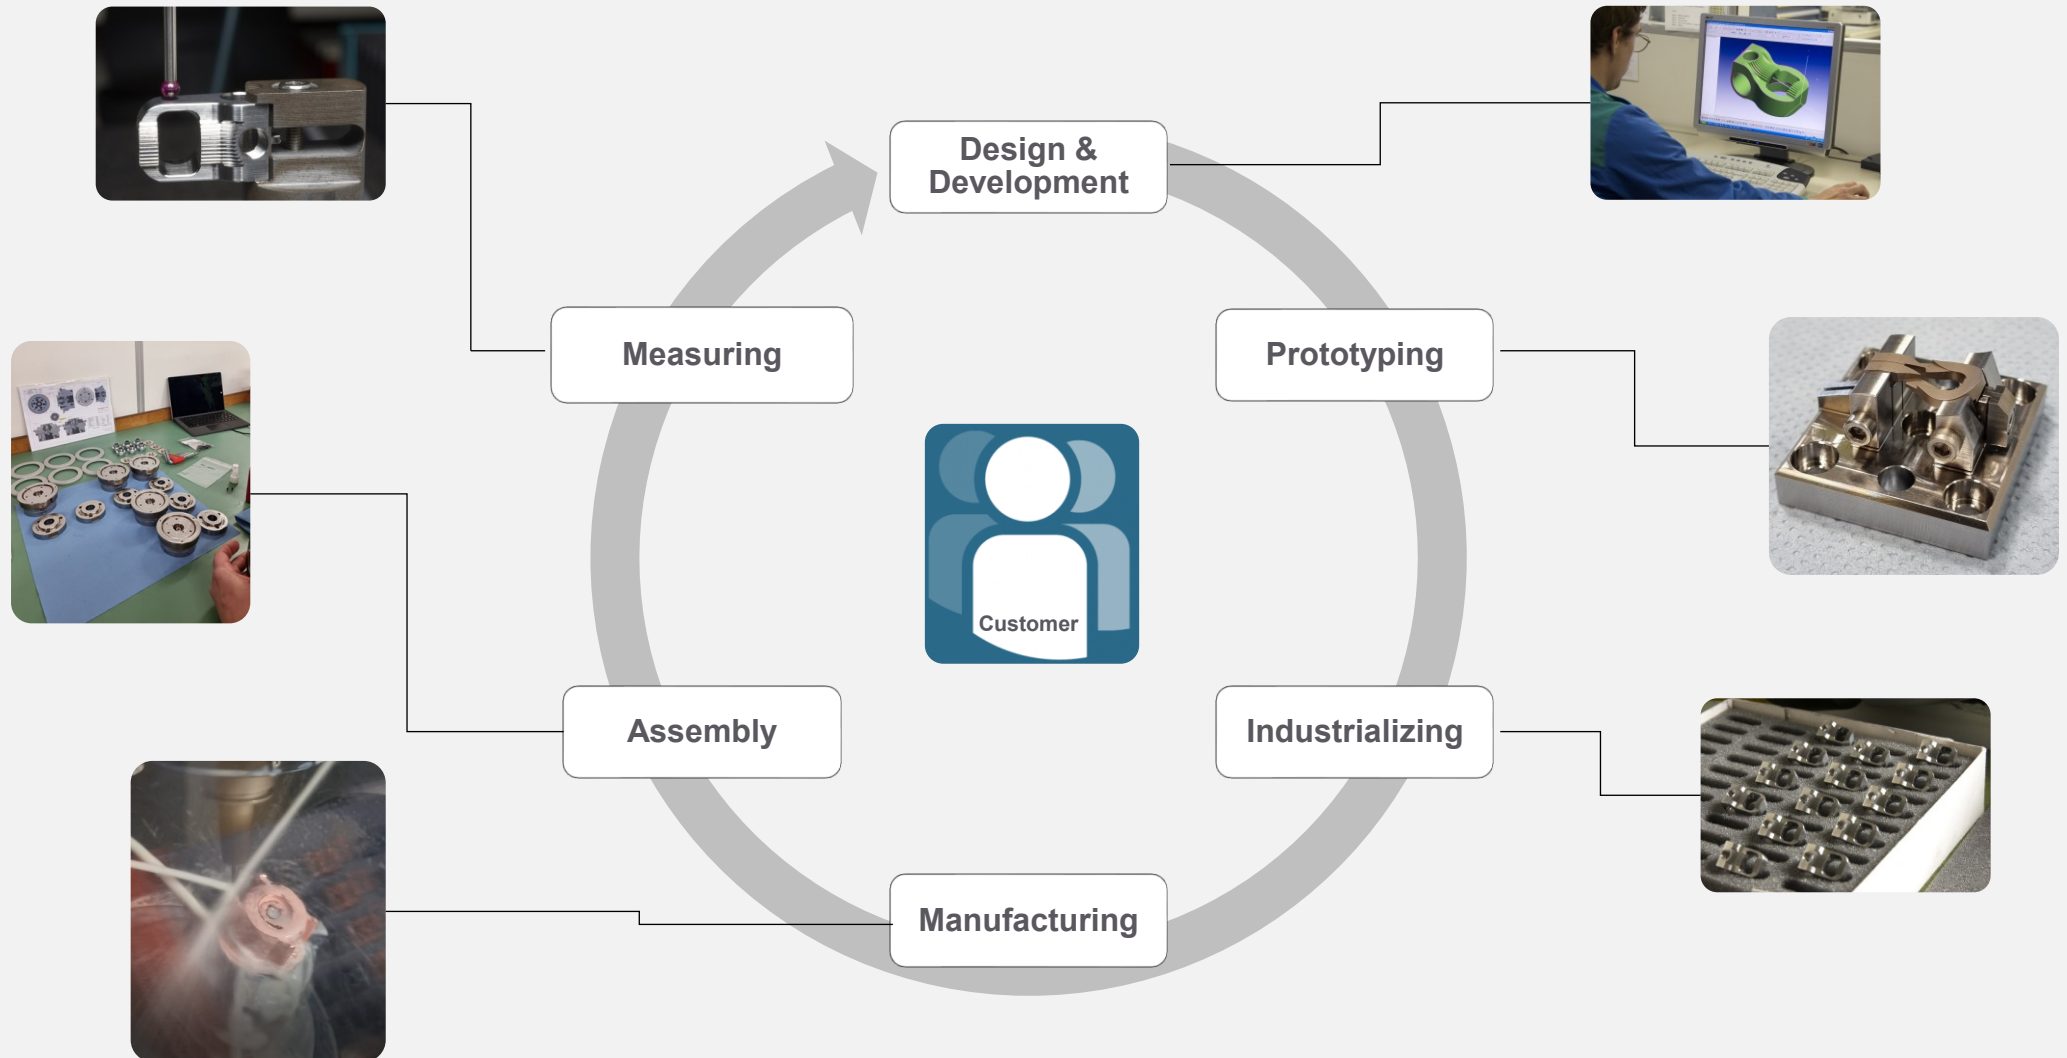 Design &
Development
Measuring
Prototyping
Customer
Assembly
Industrializing
Manufacturing